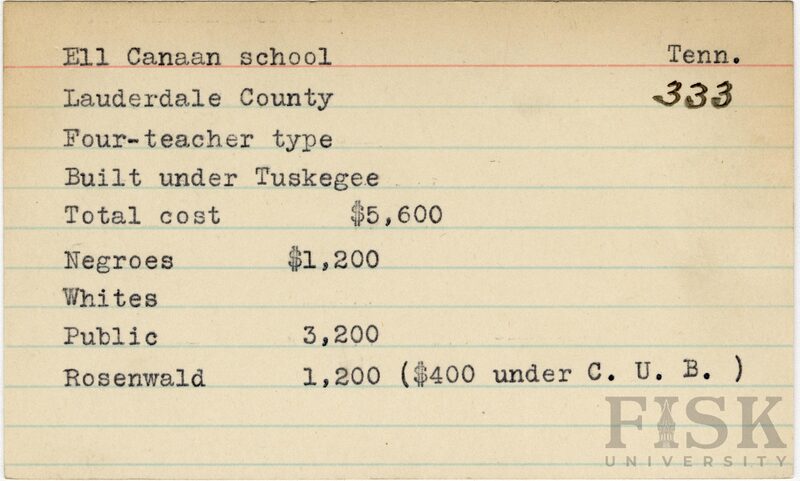 Ell Canaan school Tenn.
Lauderdale County 333
Four-teacher type
Built under Tuskegee
Total cost $5,600
Negroes $1,200
Whites
Public 3,200
Rosenwald 1,200 ($400 under C. U. B. )
FISK
UNIVERSITY